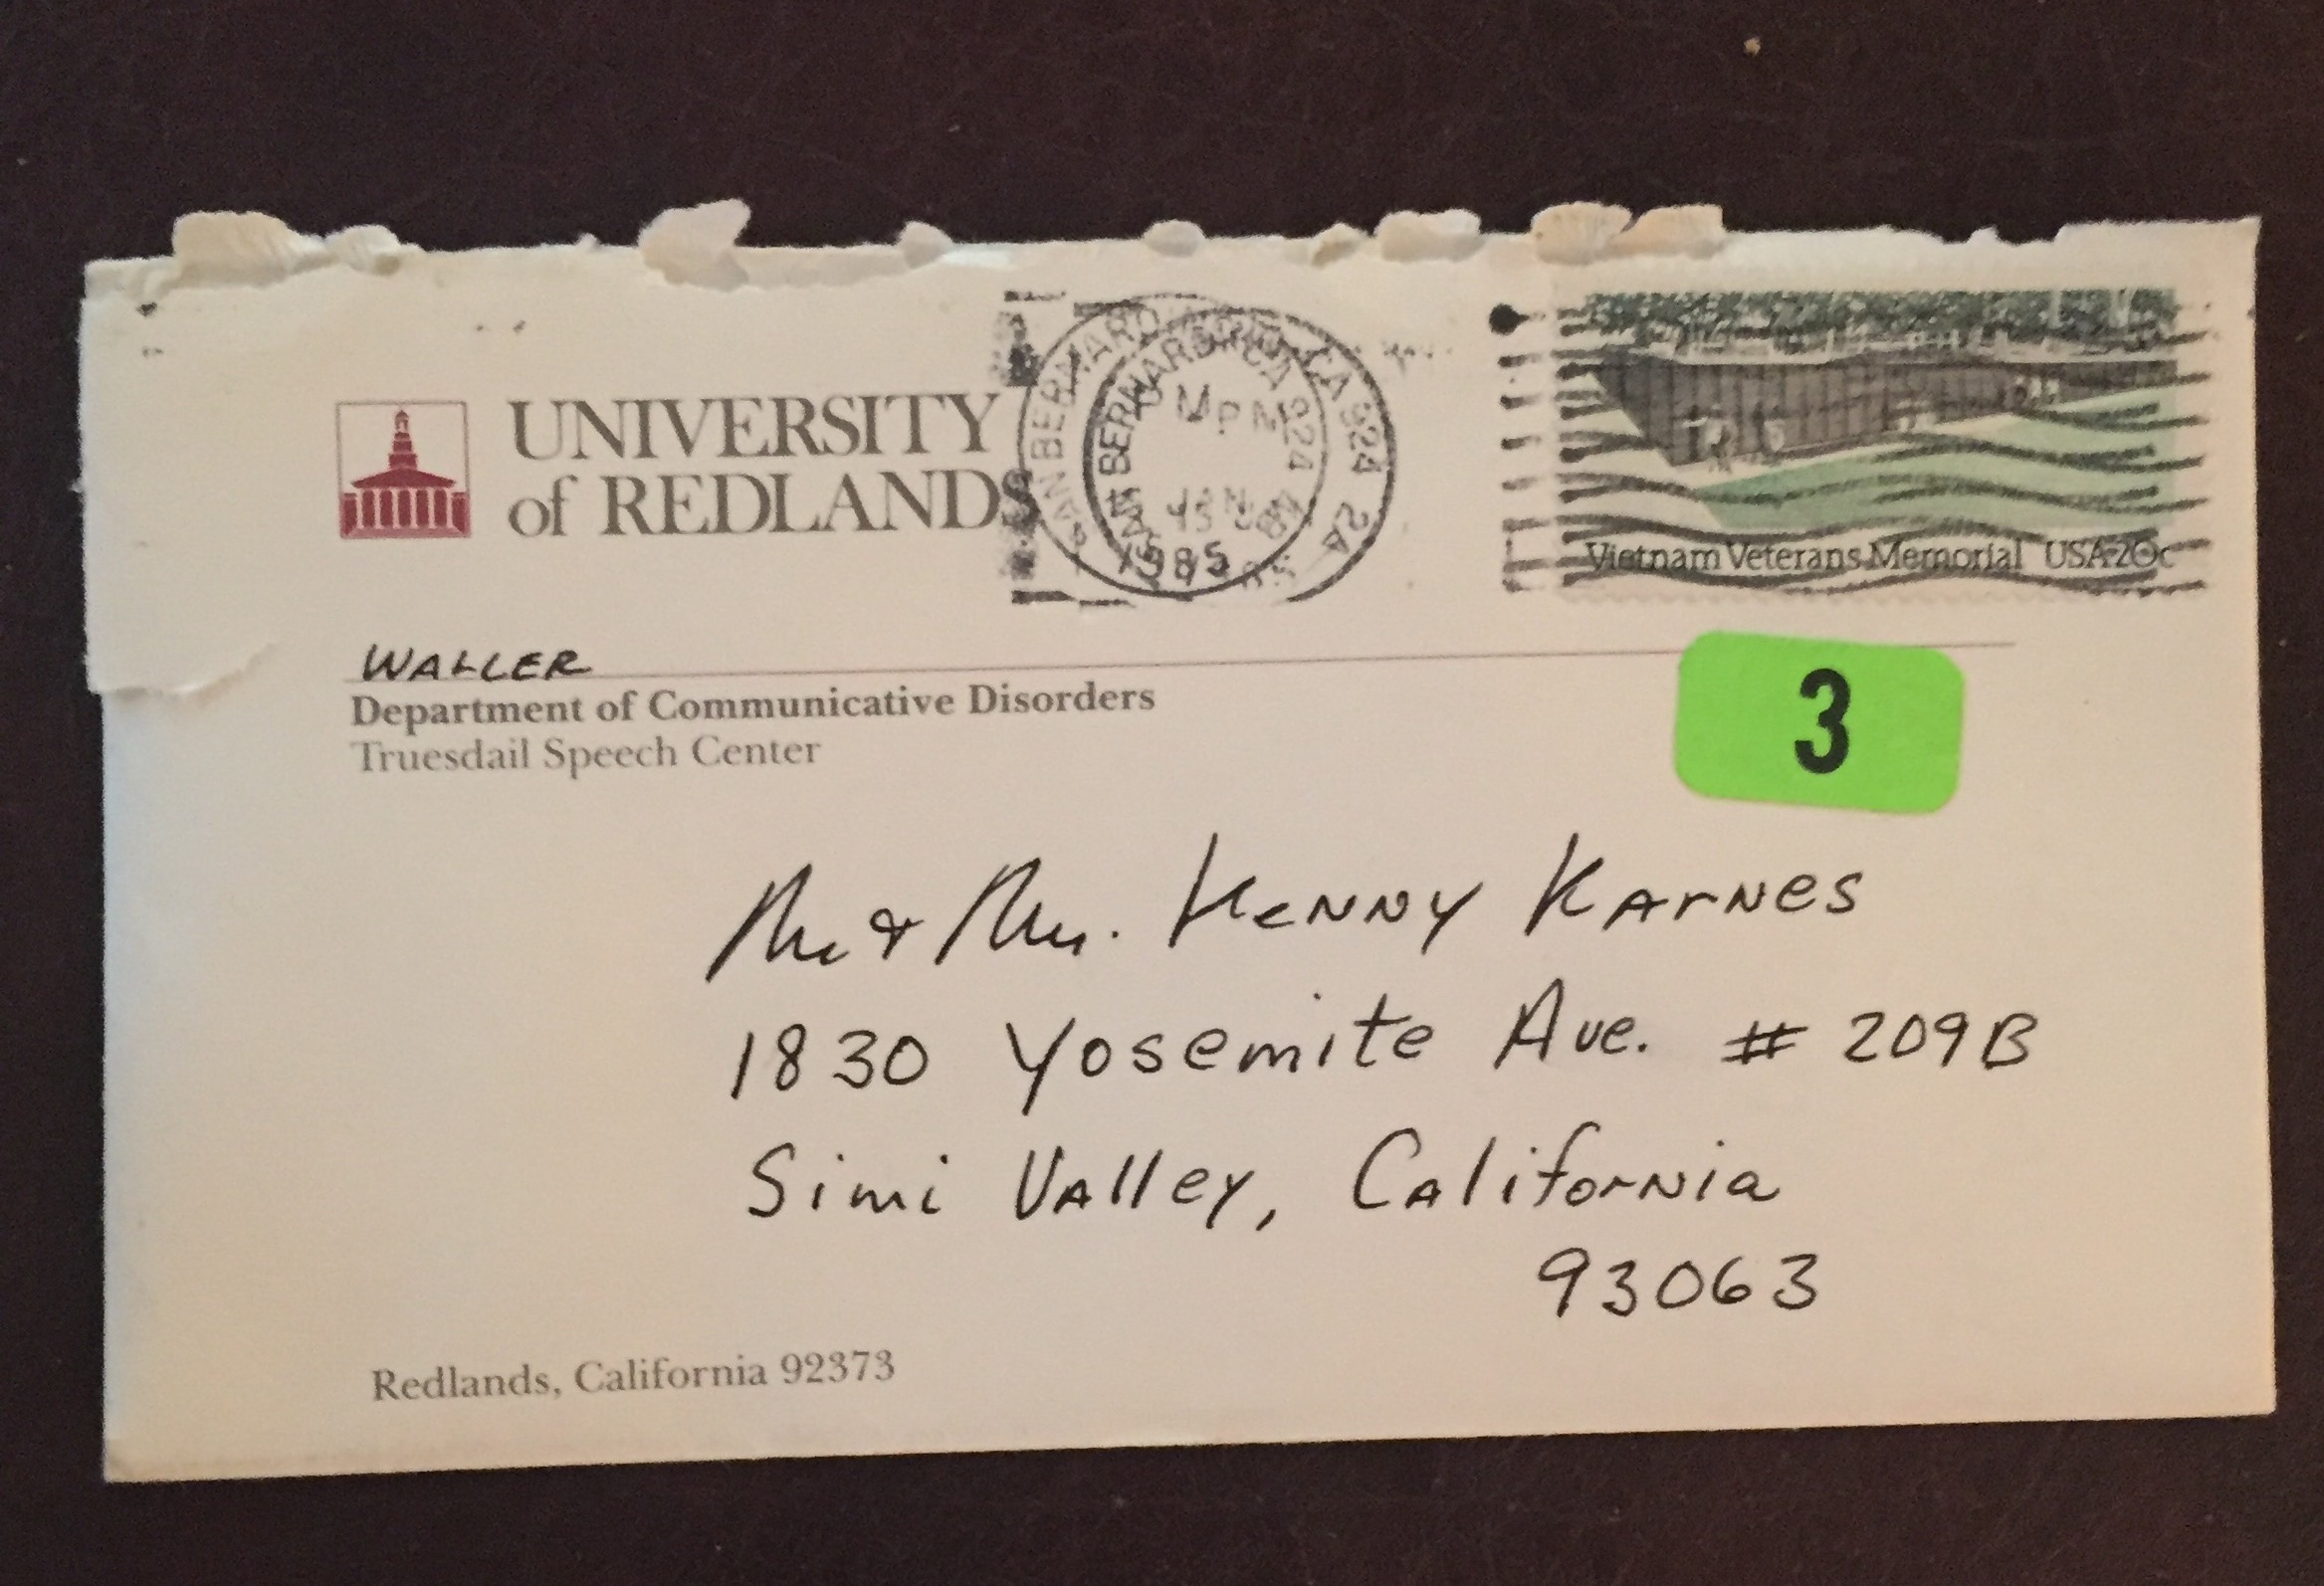 UNIVERSITY
of REDLANDS
SAN BERNARDINO, CA 924
PM
JAN
1985
Vietnam Veterans Memorial USA 20c
WALLER
Department of Communicative Disorders
Truesdail Speech Center
3
Mr & Mrs. Kenny Karnes
1830 Yosemite Ave. # 209B
Simi Valley, California
93063
Redlands, California 92373